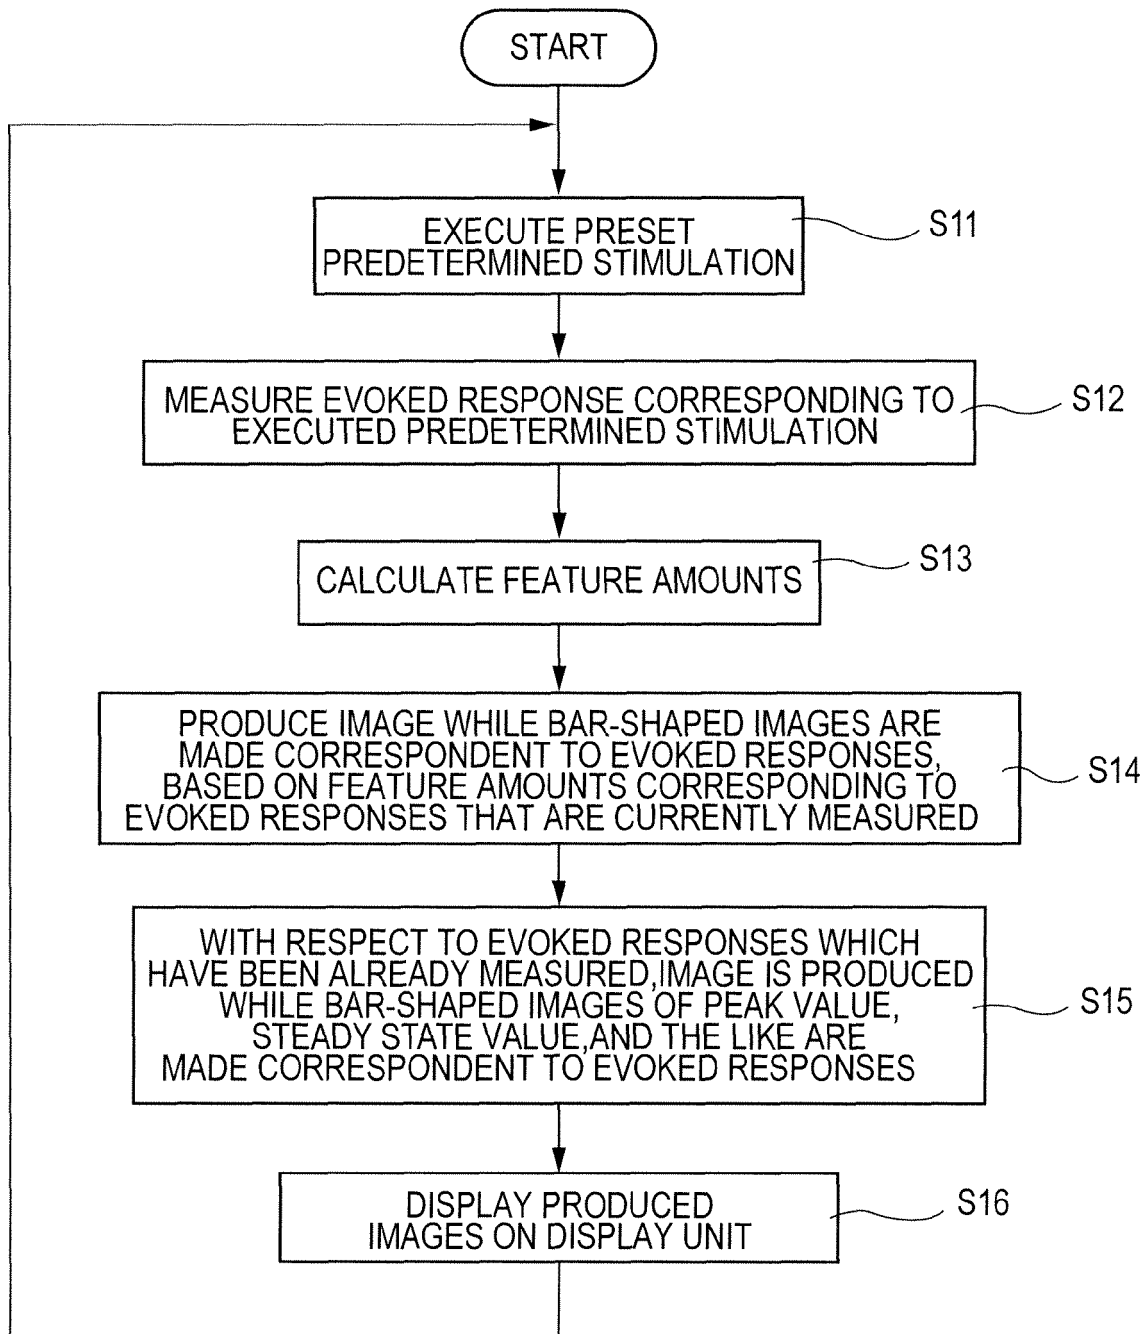 START
EXECUTE PRESET
PREDETERMINED STIMULATION
S11
MEASURE EVOKED RESPONSE CORRESPONDING TO
EXECUTED PREDETERMINED STIMULATION
S12
CALCULATE FEATURE AMOUNTS
S13
PRODUCE IMAGE WHILE BAR-SHAPED IMAGES ARE
MADE CORRESPONDENT TO EVOKED RESPONSES,
BASED ON FEATURE AMOUNTS CORRESPONDING TO
EVOKED RESPONSES THAT ARE CURRENTLY MEASURED
S14
WITH RESPECT TO EVOKED RESPONSES WHICH
HAVE BEEN ALREADY MEASURED,IMAGE IS PRODUCED
WHILE BAR-SHAPED IMAGES OF PEAK VALUE,
STEADY STATE VALUE,AND THE LIKE ARE
MADE CORRESPONDENT TO EVOKED RESPONSES
S15
DISPLAY PRODUCED
IMAGES ON DISPLAY UNIT
S16